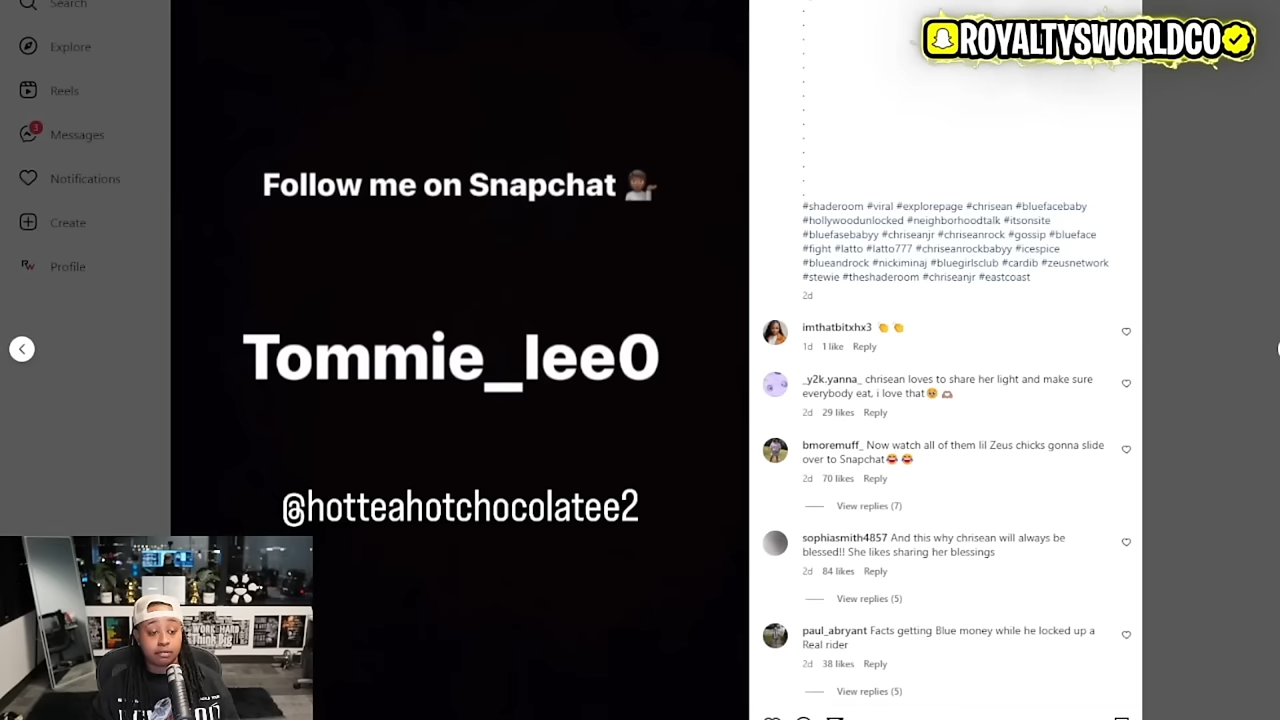 Search
Explore
Reels
3
Messages
Notifications
Create
Profile
Follow me on Snapchat 💁🏾
Tommie_lee0
@hotteahotchocolatee2
ROYALTYSWORLDCO
#shaderoom #viral #explorepage #chrisean #bluefacebaby
#hollywoodunlocked #neighborhoodtalk #itsonsite
#bluefasebabyy #chriseanjr #chriseanrock #gossip #blueface
#fight #latto #latto777 #chriseanrockbabyy #icespice
#blueandrock #nickiminaj #bluegirlsclub #cardib #zeusnetwork
#stewie #theshaderoom #chriseanjr #eastcoast
2d
imthatbitxhx3 👏 👏
1d 1 like Reply
_y2k.yanna_ chrisean loves to share her light and make sure
everybody eat, i love that🥹 🫶🏽
2d 29 likes Reply
bmoremuff_ Now watch all of them lil Zeus chicks gonna slide
over to Snapchat😂 😂
2d 70 likes Reply
View replies (7)
sophiasmith4857 And this why chrisean will always be
blessed!! She likes sharing her blessings
2d 84 likes Reply
View replies (5)
paul_abryant Facts getting Blue money while he locked up a
Real rider
2d 38 likes Reply
View replies (5)
WORK HARD
Think Big